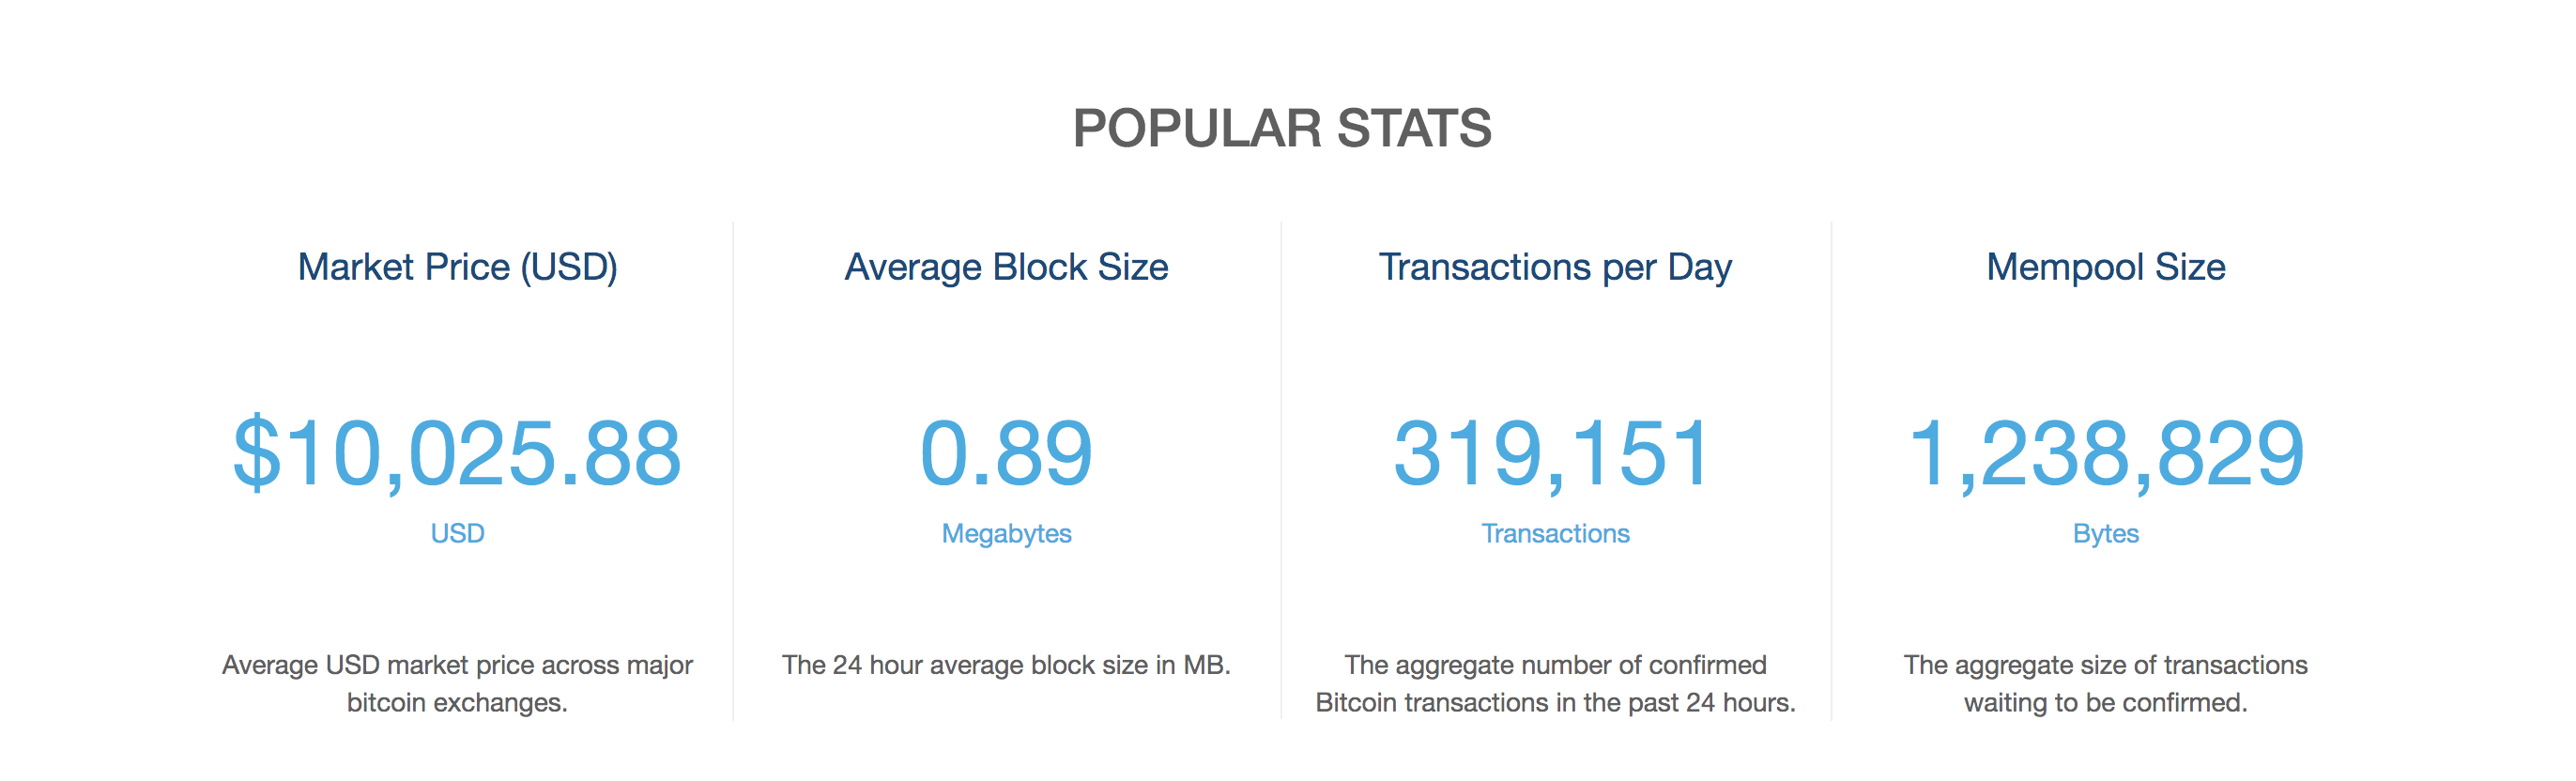 POPULAR STATS
Market Price (USD)
$10,025.88
USD
Average USD market price across major
bitcoin exchanges.
Average Block Size
0.89
Megabytes
The 24 hour average block size in MB.
Transactions per Day
319,151
Transactions
The aggregate number of confirmed
Bitcoin transactions in the past 24 hours.
Mempool Size
1,238,829
Bytes
The aggregate size of transactions
waiting to be confirmed.